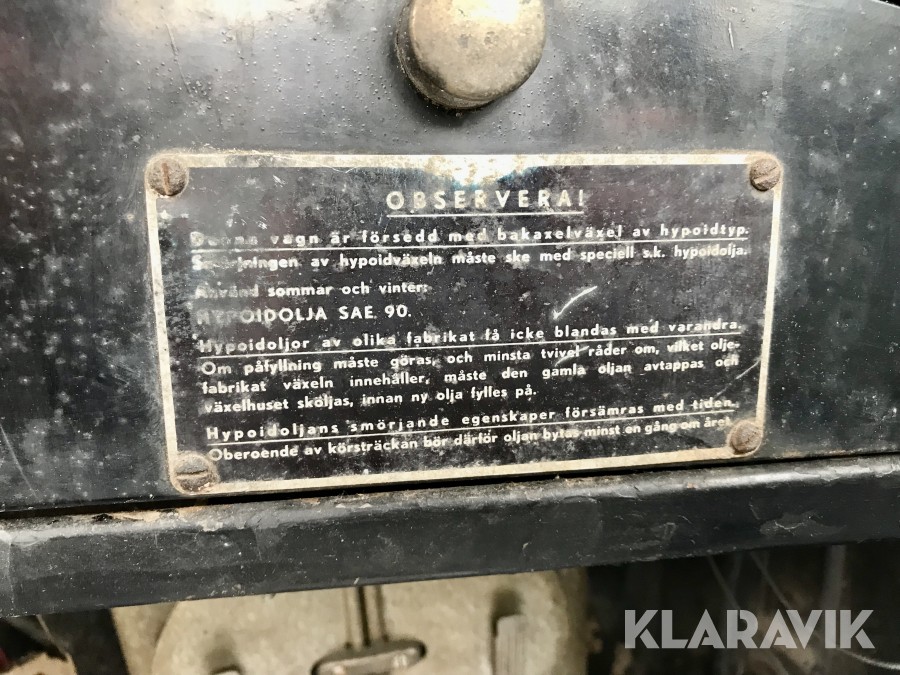 OBSERVERA!
Denna vagn är försedd med bakaxelväxel av hypoidtyp.
Smörjningen av hypoidväxeln måste ske med speciell s.k. hypoidolja.
Använd sommar och vinter:
HYPOIDOLJA SAE 90.
Hypoidoljor av olika fabrikat få icke blandas med varandra.
Om påfyllning måste göras, och minsta tvivel råder om, vilket olje-
fabrikat växeln innehåller, måste den gamla oljan avtappas och
växelhuset sköljas, innan ny olja fylles på.
Hypoidoljans smörjande egenskaper försämras med tiden.
Oberoende av körsträckan bör därför oljan bytas minst en gång om året.
KLARAVIK